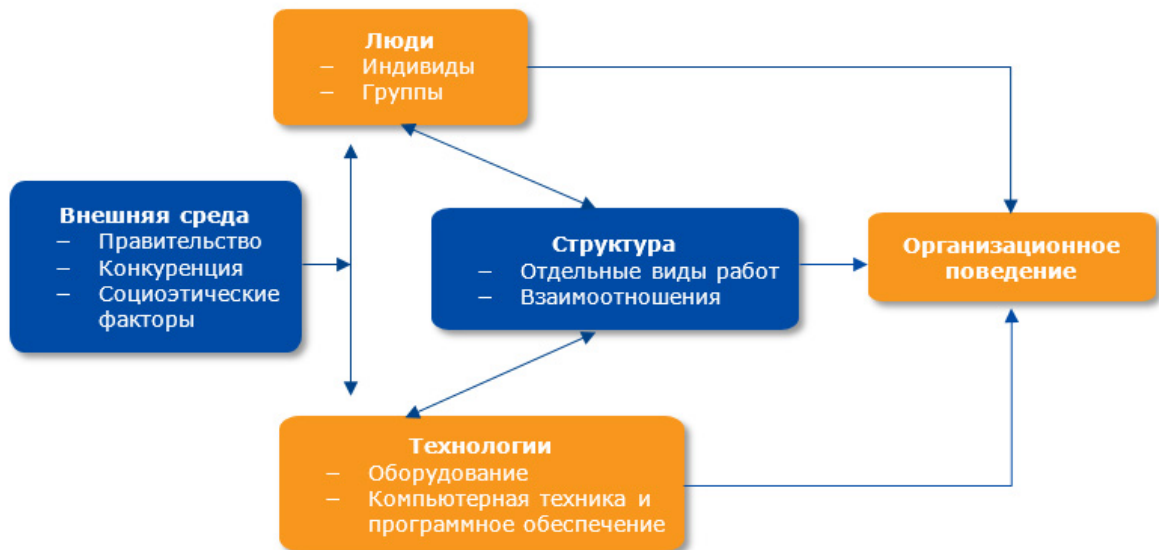 Люди
– Индивиды
– Группы
Внешняя среда
– Правительство
– Конкуренция
– Социоэтические
факторы
Структура
– Отдельные виды работ
– Взаимоотношения
Организационное
поведение
Технологии
– Оборудование
– Компьютерная техника и
программное обеспечение